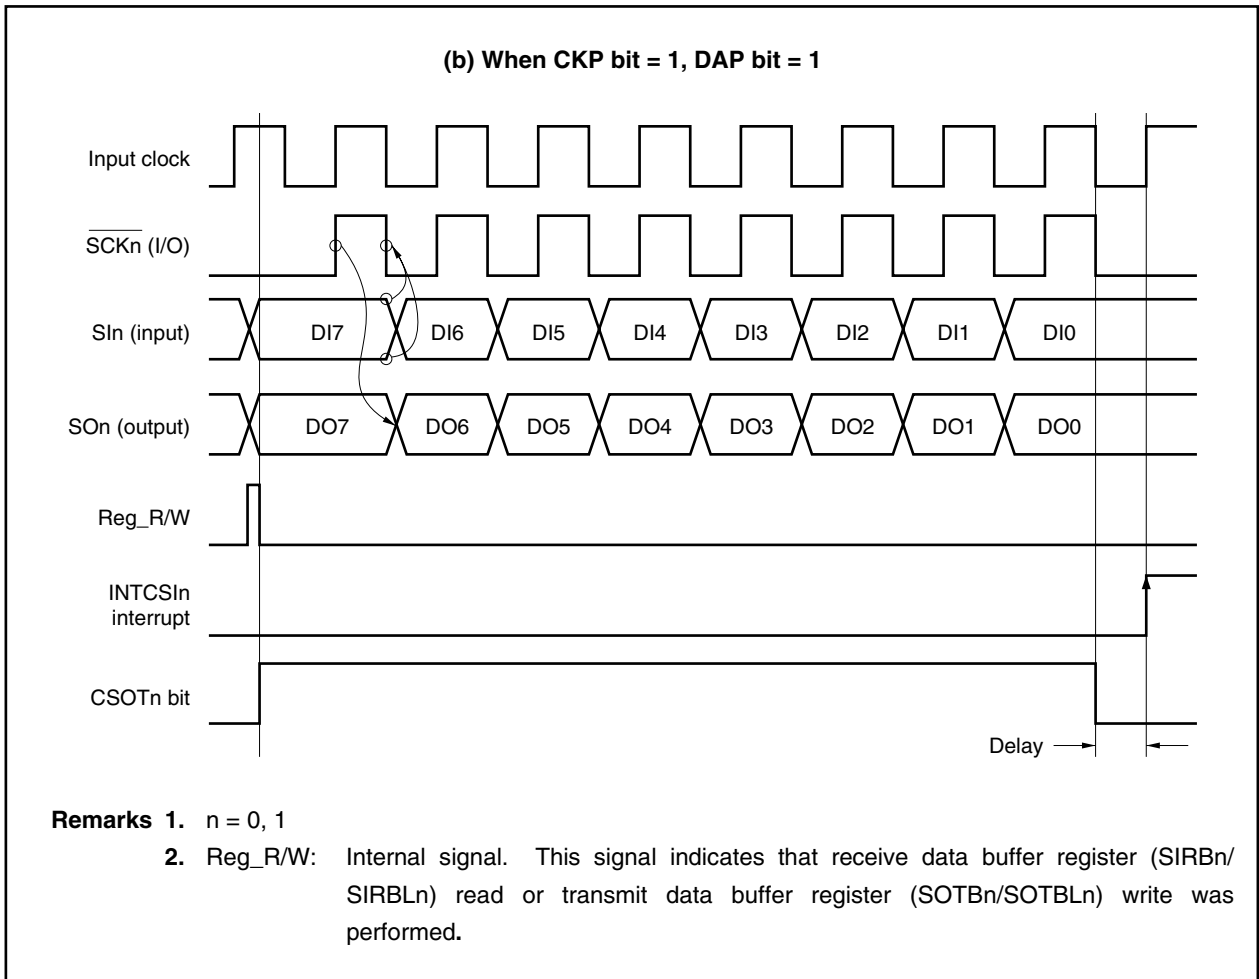 (b) When CKP bit = 1, DAP bit = 1
Input clock
SCKn (I/O)
SIn (input)
DI7 DI6 DI5 DI4 DI3 DI2 DI1 DI0
SOn (output)
DO7 DO6 DO5 DO4 DO3 DO2 DO1 DO0
Reg_R/W
INTCSIn
interrupt
CSOTn bit
Delay
Remarks 1. n = 0, 1
2. Reg_R/W: Internal signal. This signal indicates that receive data buffer register (SIRBn/
SIRBLn) read or transmit data buffer register (SOTBn/SOTBLn) write was
performed.